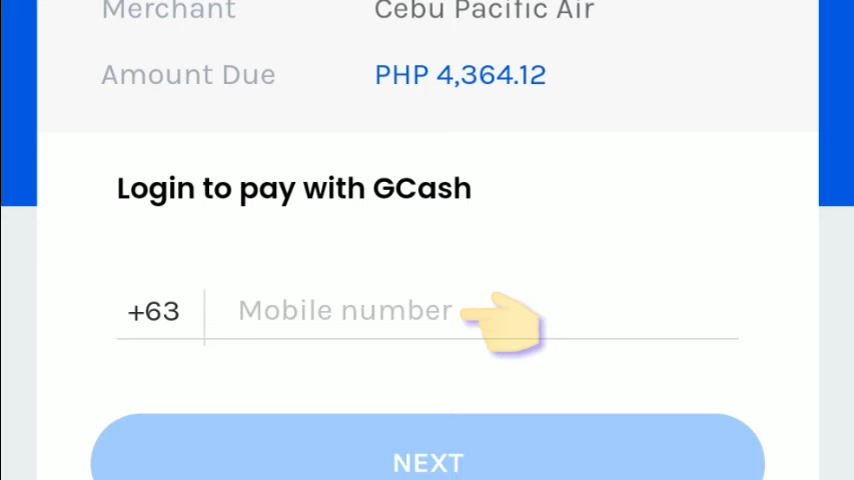 Merchant Cebu Pacific Air
Amount Due PHP 4,364.12
Login to pay with GCash
+63 Mobile number
NEXT